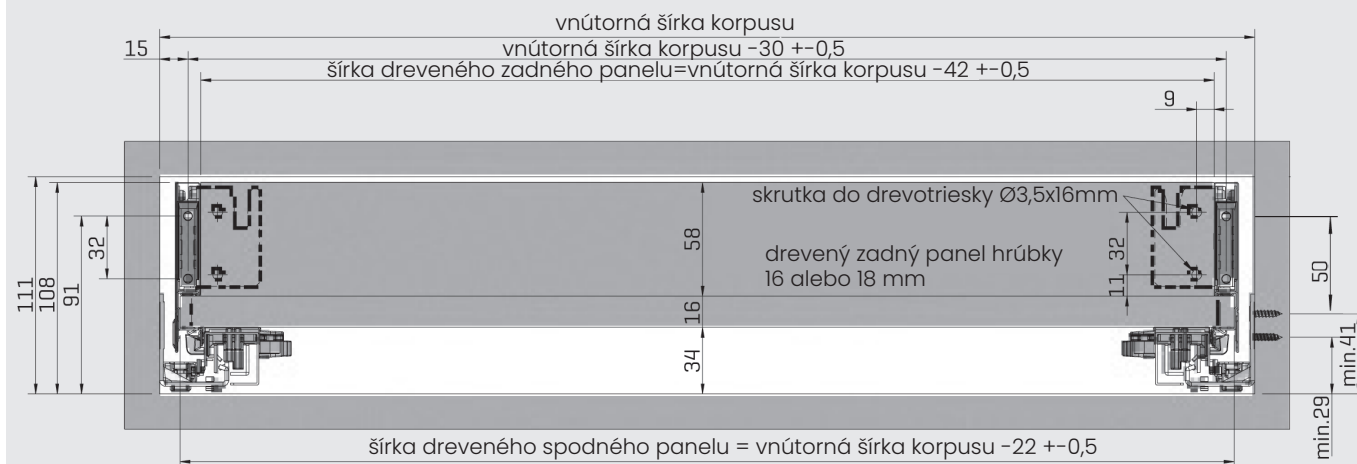 vnútorná šírka korpusu
15
vnútorná šírka korpusu -30 +-0,5
šírka dreveného zadného panelu=vnútorná šírka korpusu -42 +-0,5
9
skrutka do drevotriesky Ø3,5x16mm
drevený zadný panel hrúbky
16 alebo 18 mm
111
108
91
32
58
16
34
32
11
50
min.41
min.29
šírka dreveného spodného panelu = vnútorná šírka korpusu -22 +-0,5